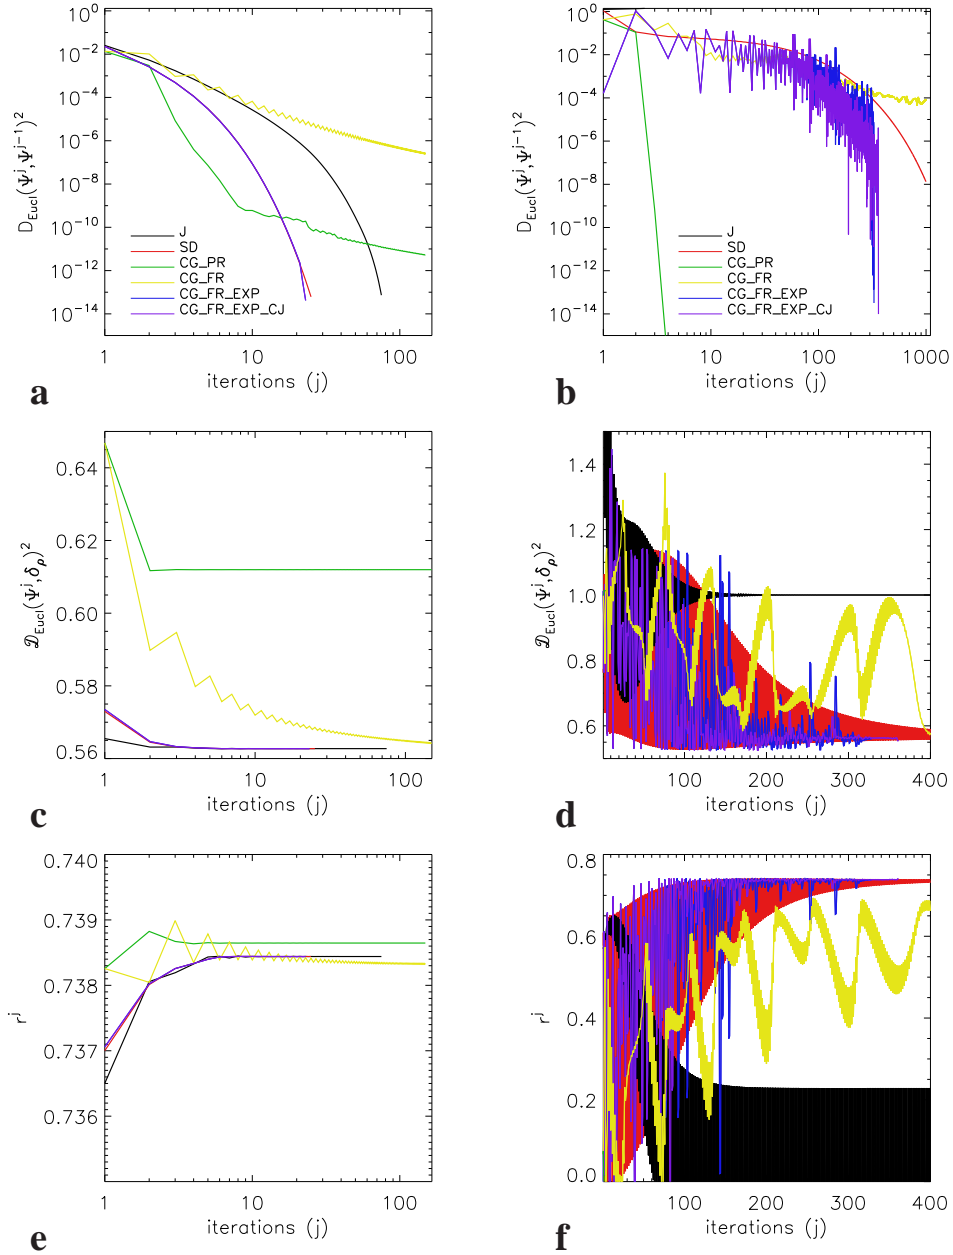 10^0
10^-2
10^-4
10^-6
10^-8
10^-10
10^-12
10^-14
D_Eucl(Ψ^j,Ψ^j-1)^2
J
SD
CG_PR
CG_FR
CG_FR_EXP
CG_FR_EXP_CJ
1 10 100
iterations (j)
a
10^0
10^-2
10^-4
10^-6
10^-8
10^-10
10^-12
10^-14
D_Eucl(Ψ^j,Ψ^j-1)^2
J
SD
CG_PR
CG_FR
CG_FR_EXP
CG_FR_EXP_CJ
1 10 100 1000
iterations (j)
b
0.64
0.62
0.60
0.58
0.56
𝒟_Eucl(Ψ^j,δ_ρ)^2
1 10 100
iterations (j)
c
1.4
1.2
1.0
0.8
0.6
𝒟_Eucl(Ψ^j,δ_ρ)^2
100 200 300 400
iterations (j)
d
0.740
0.739
0.738
0.737
0.736
r^j
1 10 100
iterations (j)
e
0.8
0.6
0.4
0.2
0.0
r^j
100 200 300 400
iterations (j)
f